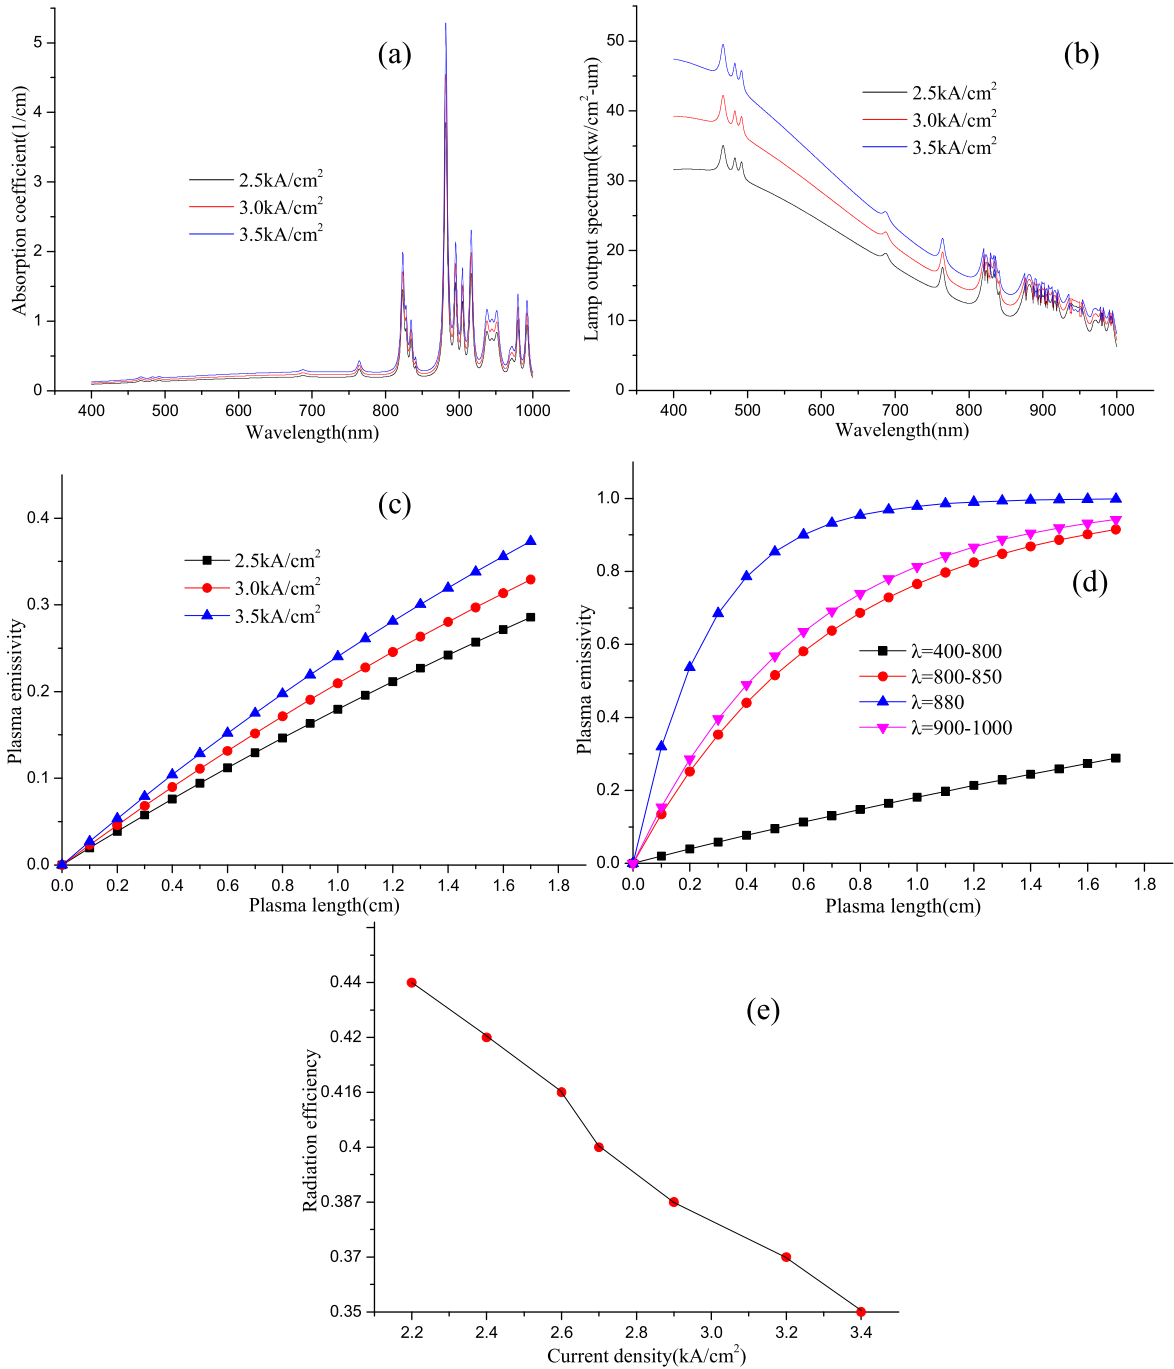 (a)
Absorption coefficient(1/cm)
5
4
3
2
1
0
2.5kA/cm²
3.0kA/cm²
3.5kA/cm²
400 500 600 700 800 900 1000
Wavelength(nm)
(b)
Lamp output spectrum(kw/cm²-um)
50
40
30
20
10
0
2.5kA/cm²
3.0kA/cm²
3.5kA/cm²
400 500 600 700 800 900 1000
Wavelength(nm)
(c)
Plasma emissivity
0.4
0.3
0.2
0.1
0.0
2.5kA/cm²
3.0kA/cm²
3.5kA/cm²
0.0 0.2 0.4 0.6 0.8 1.0 1.2 1.4 1.6 1.8
Plasma length(cm)
(d)
Plasma emissivity
1.0
0.8
0.6
0.4
0.2
0.0
λ=400-800
λ=800-850
λ=880
λ=900-1000
0.0 0.2 0.4 0.6 0.8 1.0 1.2 1.4 1.6 1.8
Plasma length(cm)
(e)
Radiation efficiency
0.44
0.42
0.416
0.4
0.387
0.37
0.35
2.2 2.4 2.6 2.8 3.0 3.2 3.4
Current density(kA/cm²)